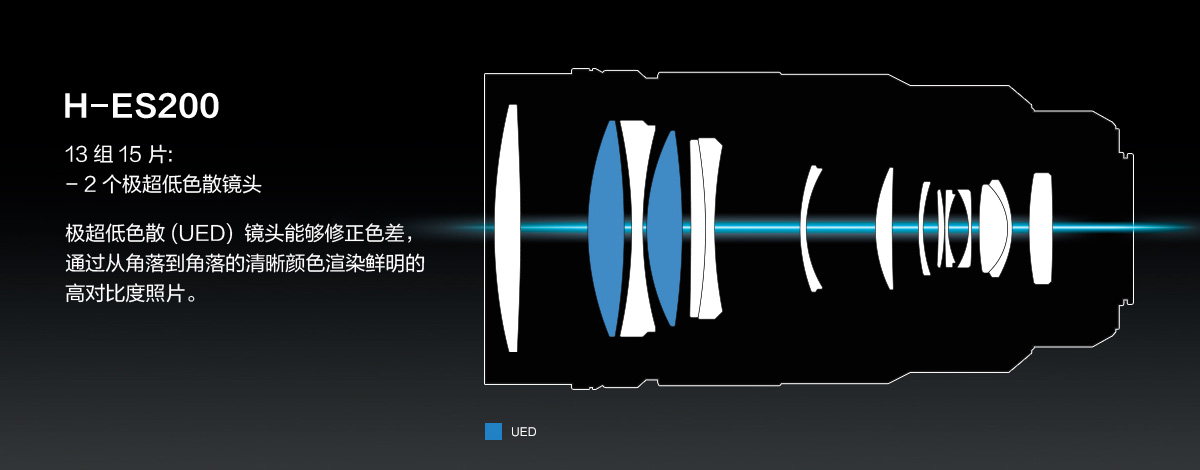 H-ES200
13 组 15 片:
- 2 个极超低色散镜头
极超低色散 (UED) 镜头能够修正色差，
通过从角落到角落的清晰颜色渲染鲜明的
高对比度照片。
UED